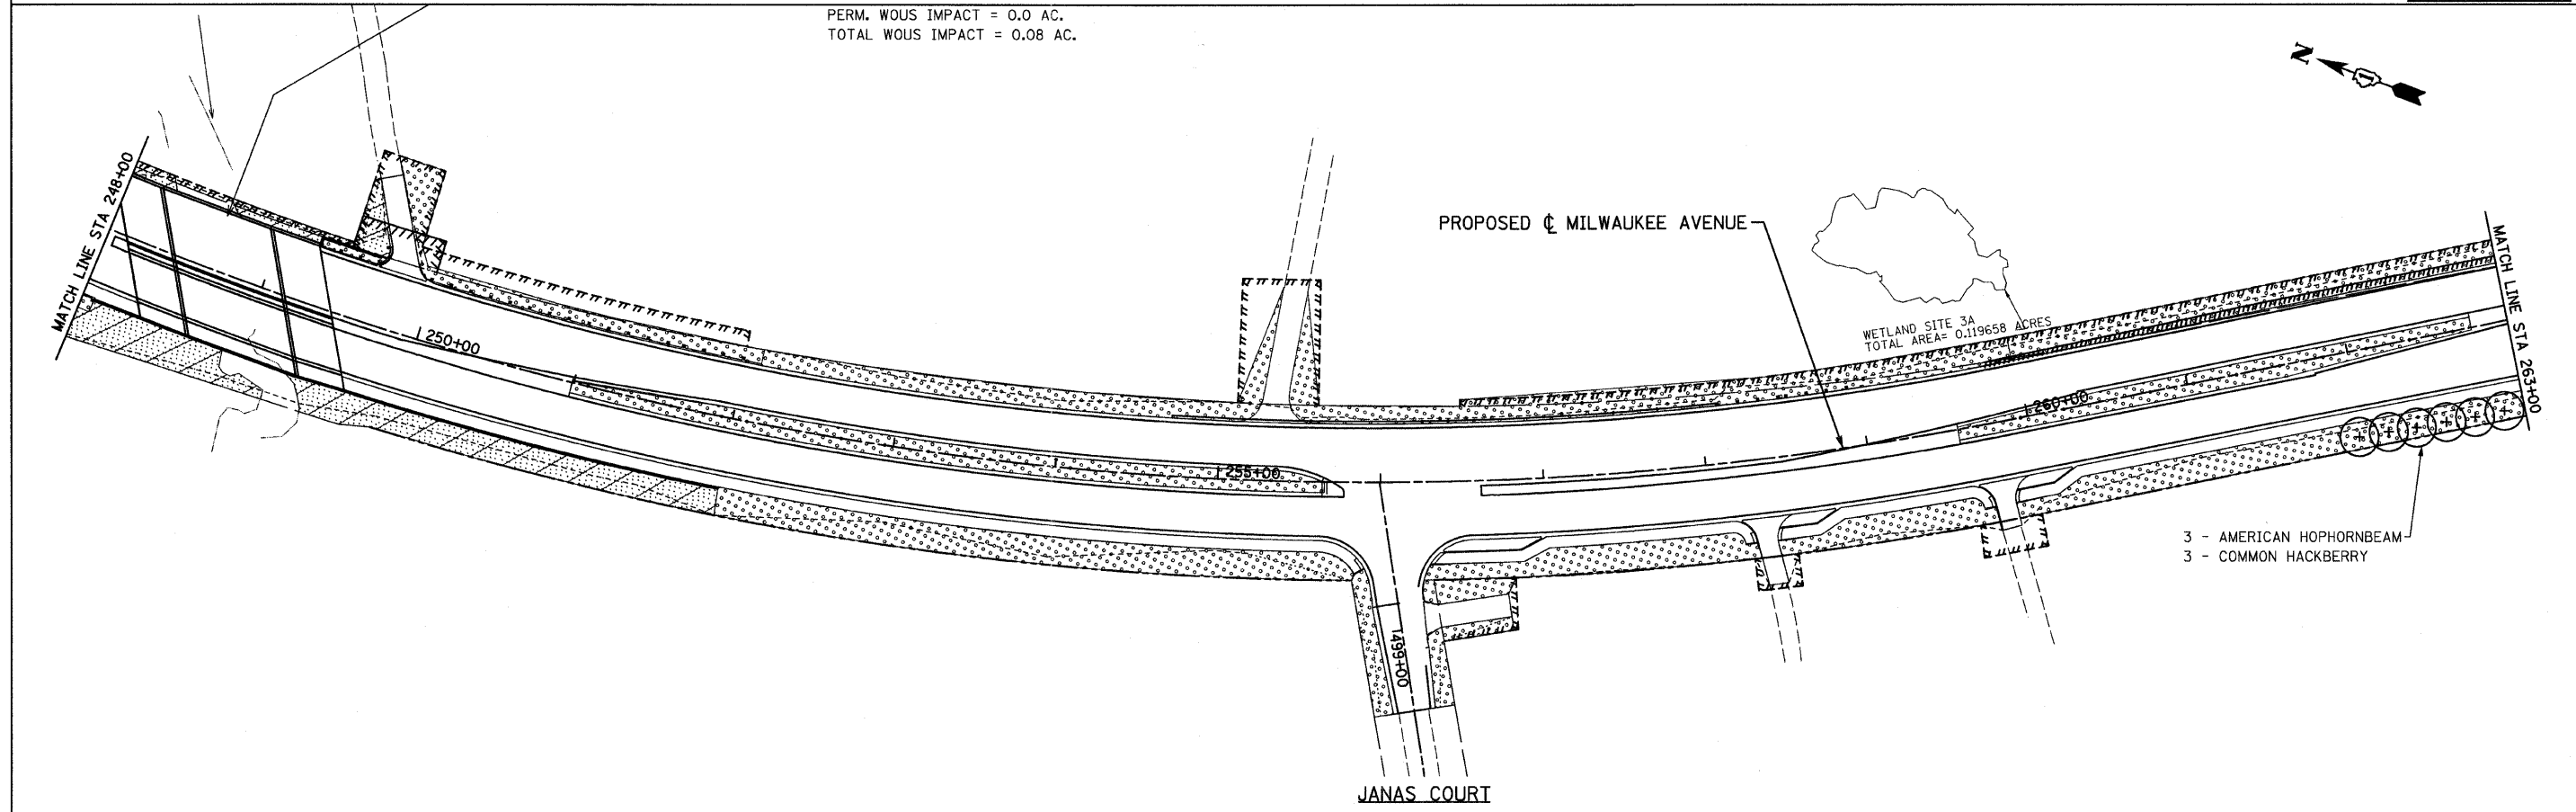 PERM. WOUS IMPACT = 0.0 AC.
TOTAL WOUS IMPACT = 0.08 AC.
N
MATCH LINE STA 248+00
PROPOSED ℄ MILWAUKEE AVENUE
MATCH LINE STA 263+00
WETLAND SITE 3A
TOTAL AREA= 0.119658 ACRES
250+00
255+00
260+00
3 - AMERICAN HOPHORNBEAM
3 - COMMON HACKBERRY
1499+00
JANAS COURT